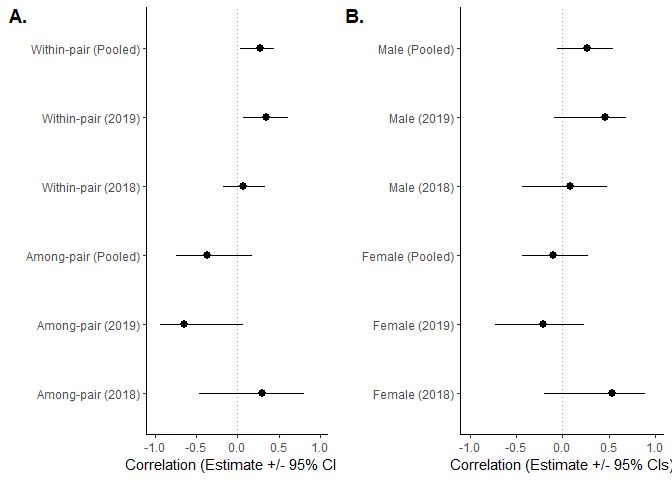 A.
Within-pair (Pooled)
Within-pair (2019)
Within-pair (2018)
Among-pair (Pooled)
Among-pair (2019)
Among-pair (2018)
-1.0 -0.5 0.0 0.5 1.0
Correlation (Estimate +/- 95% CI
B.
Male (Pooled)
Male (2019)
Male (2018)
Female (Pooled)
Female (2019)
Female (2018)
-1.0 -0.5 0.0 0.5 1.0
Correlation (Estimate +/- 95% CIs)